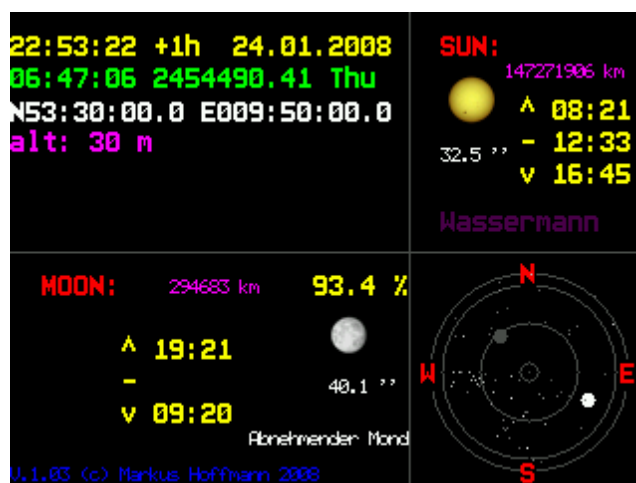 22:53:22 +1h 24.01.2008
06:47:06 2454490.41 Thu
N53:30:00.0 E009:50:00.0
alt: 30 m
SUN:
147271906 km
^ 08:21
32.5 '' - 12:33
v 16:45
Wassermann
MOON: 294683 km 93.4 %
^ 19:21
-
40.1 ''
v 09:20
Abnehmender Mond
V.1.03 (c) Markus Hoffmann 2008
N
W E
S